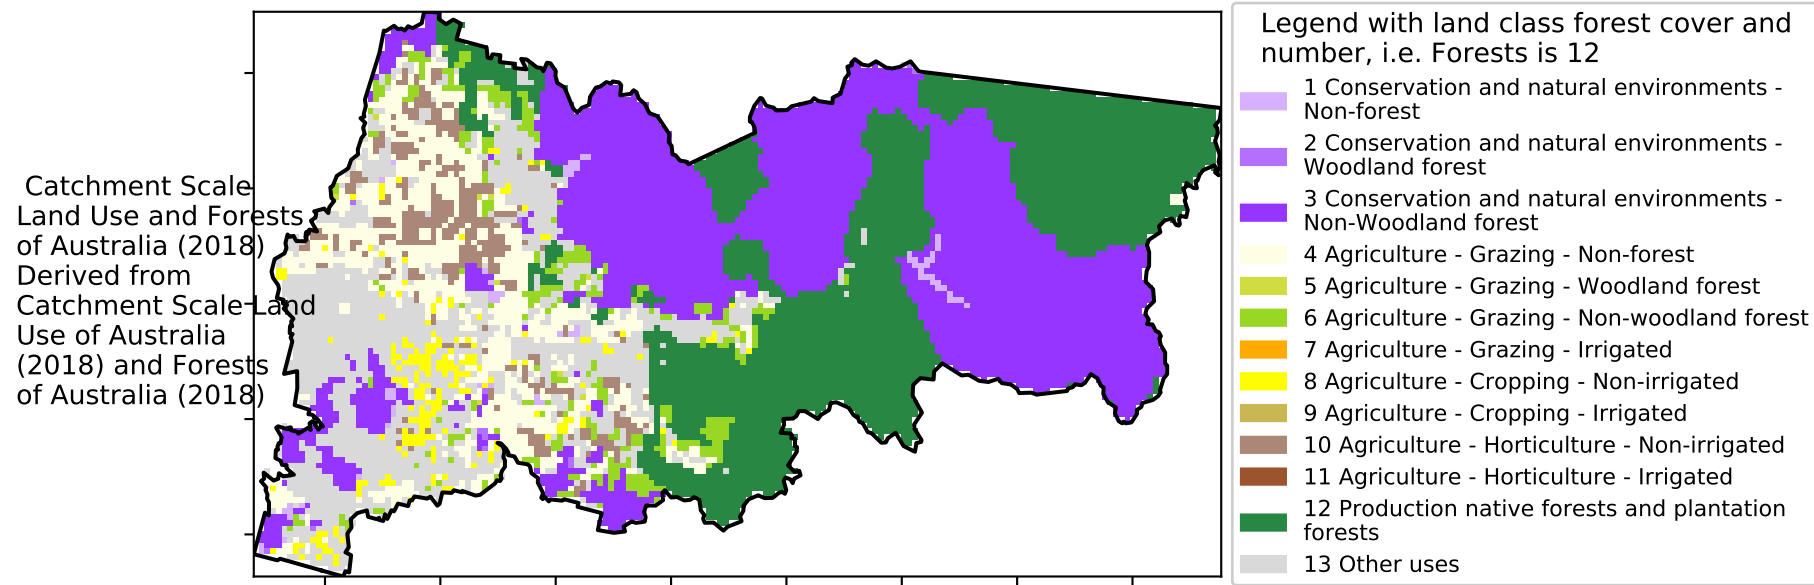 Catchment Scale
Land Use and Forests
of Australia (2018)
Derived from
Catchment Scale Land
Use of Australia
(2018) and Forests
of Australia (2018)
Legend with land class forest cover and
number, i.e. Forests is 12
1 Conservation and natural environments -
Non-forest
2 Conservation and natural environments -
Woodland forest
3 Conservation and natural environments -
Non-Woodland forest
4 Agriculture - Grazing - Non-forest
5 Agriculture - Grazing - Woodland forest
6 Agriculture - Grazing - Non-woodland forest
7 Agriculture - Grazing - Irrigated
8 Agriculture - Cropping - Non-irrigated
9 Agriculture - Cropping - Irrigated
10 Agriculture - Horticulture - Non-irrigated
11 Agriculture - Horticulture - Irrigated
12 Production native forests and plantation
forests
13 Other uses